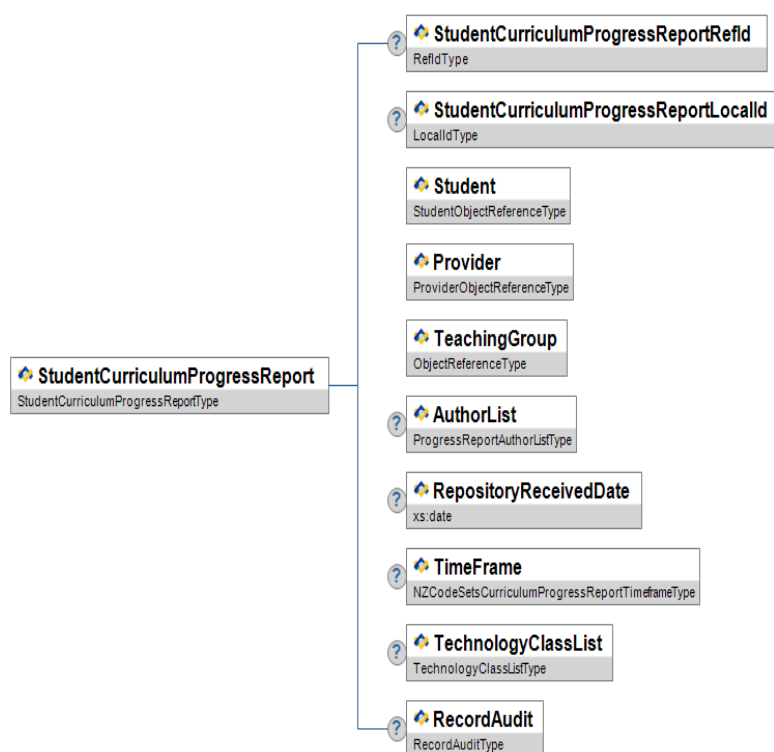 ?
StudentCurriculumProgressReportRefId
RefIdType
?
StudentCurriculumProgressReportLocalId
LocalIdType
Student
StudentObjectReferenceType
Provider
ProviderObjectReferenceType
TeachingGroup
ObjectReferenceType
StudentCurriculumProgressReport
StudentCurriculumProgressReportType
?
AuthorList
ProgressReportAuthorListType
?
RepositoryReceivedDate
xs:date
?
TimeFrame
NZCodeSetsCurriculumProgressReportTimeframeType
?
TechnologyClassList
TechnologyClassListType
?
RecordAudit
RecordAuditType